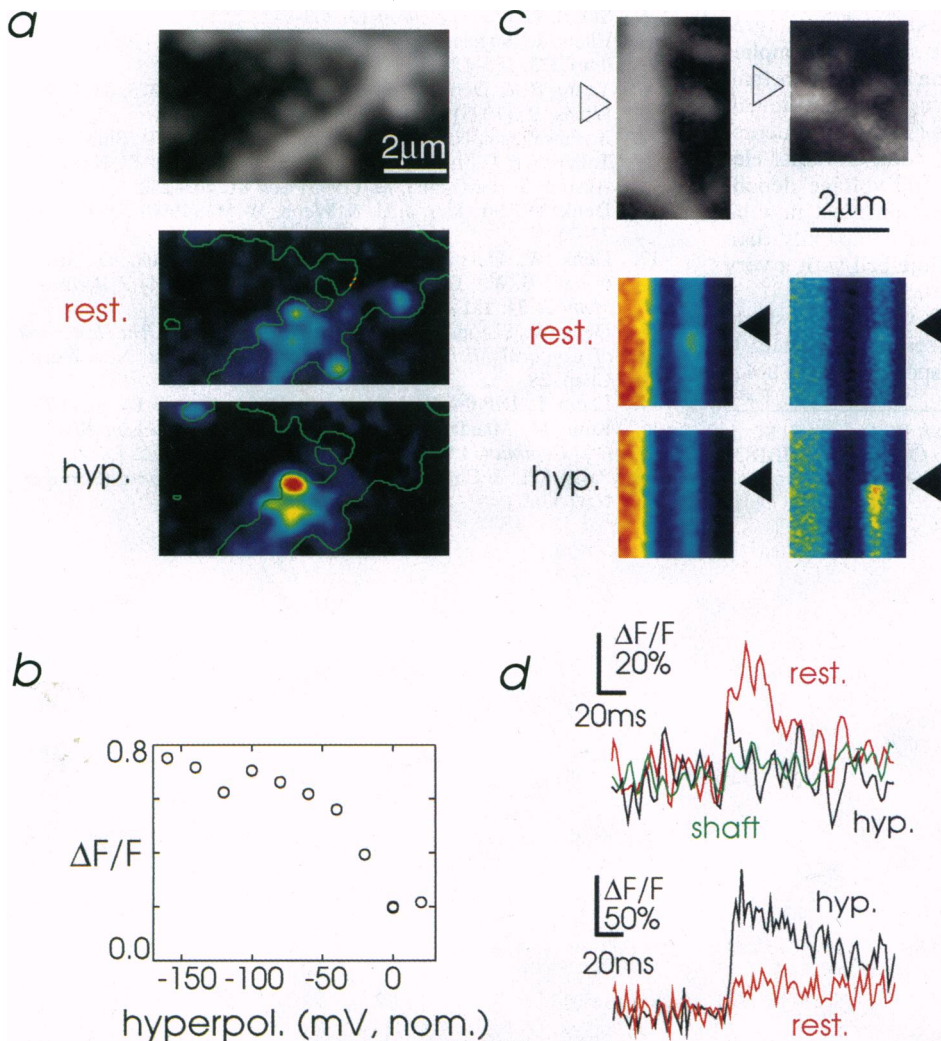 a
2μm
rest.
hyp.
b
0.8
ΔF/F
0.0
-150 -100 -50 0
hyperpol. (mV, nom.)
c
2μm
rest.
hyp.
d
ΔF/F
20%
20ms
rest.
shaft
hyp.
ΔF/F
50%
20ms
hyp.
rest.